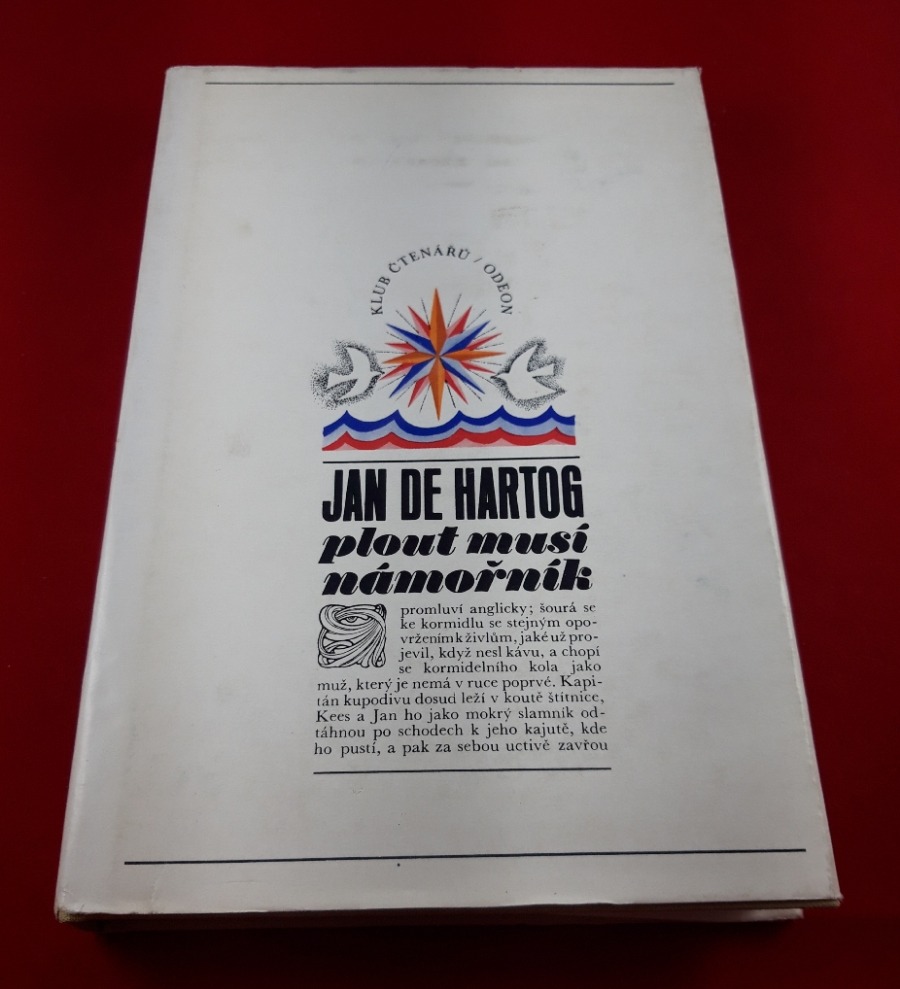 KLUB ČTENÁŘŮ / ODEON
JAN DE HARTOG
plout musí
námořník
promluví anglicky; šourá se
ke kormidlu se stejným opo-
vržením k živlům, jaké už pro-
jevil, když nesl kávu, a chopí
se kormidelního kola jako
muž, který je nemá v ruce poprvé. Kapi-
tán kupodivu dosud leží v koutě štítnice,
Kees a Jan ho jako mokrý slamník od-
táhnou po schodech k jeho kajutě, kde
ho pustí, a pak za sebou uctivě zavřou